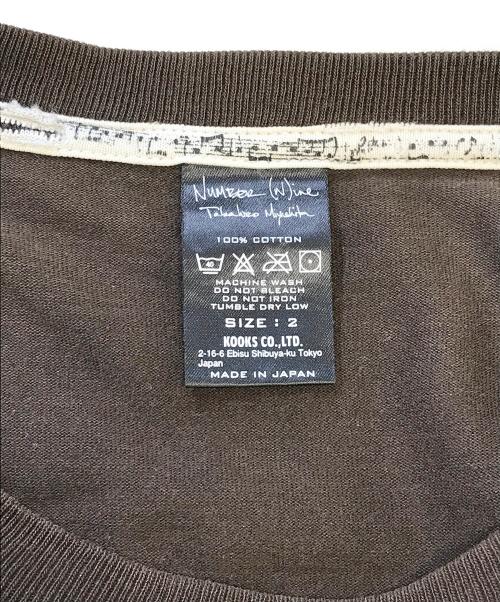 NUMBER (N)ine
Takahiro Miyashita
100% COTTON
40
MACHINE WASH
DO NOT BLEACH
DO NOT IRON
TUMBLE DRY LOW
SIZE : 2
KOOKS CO.,LTD.
2-16-6 Ebisu Shibuya-ku Tokyo
Japan
MADE IN JAPAN